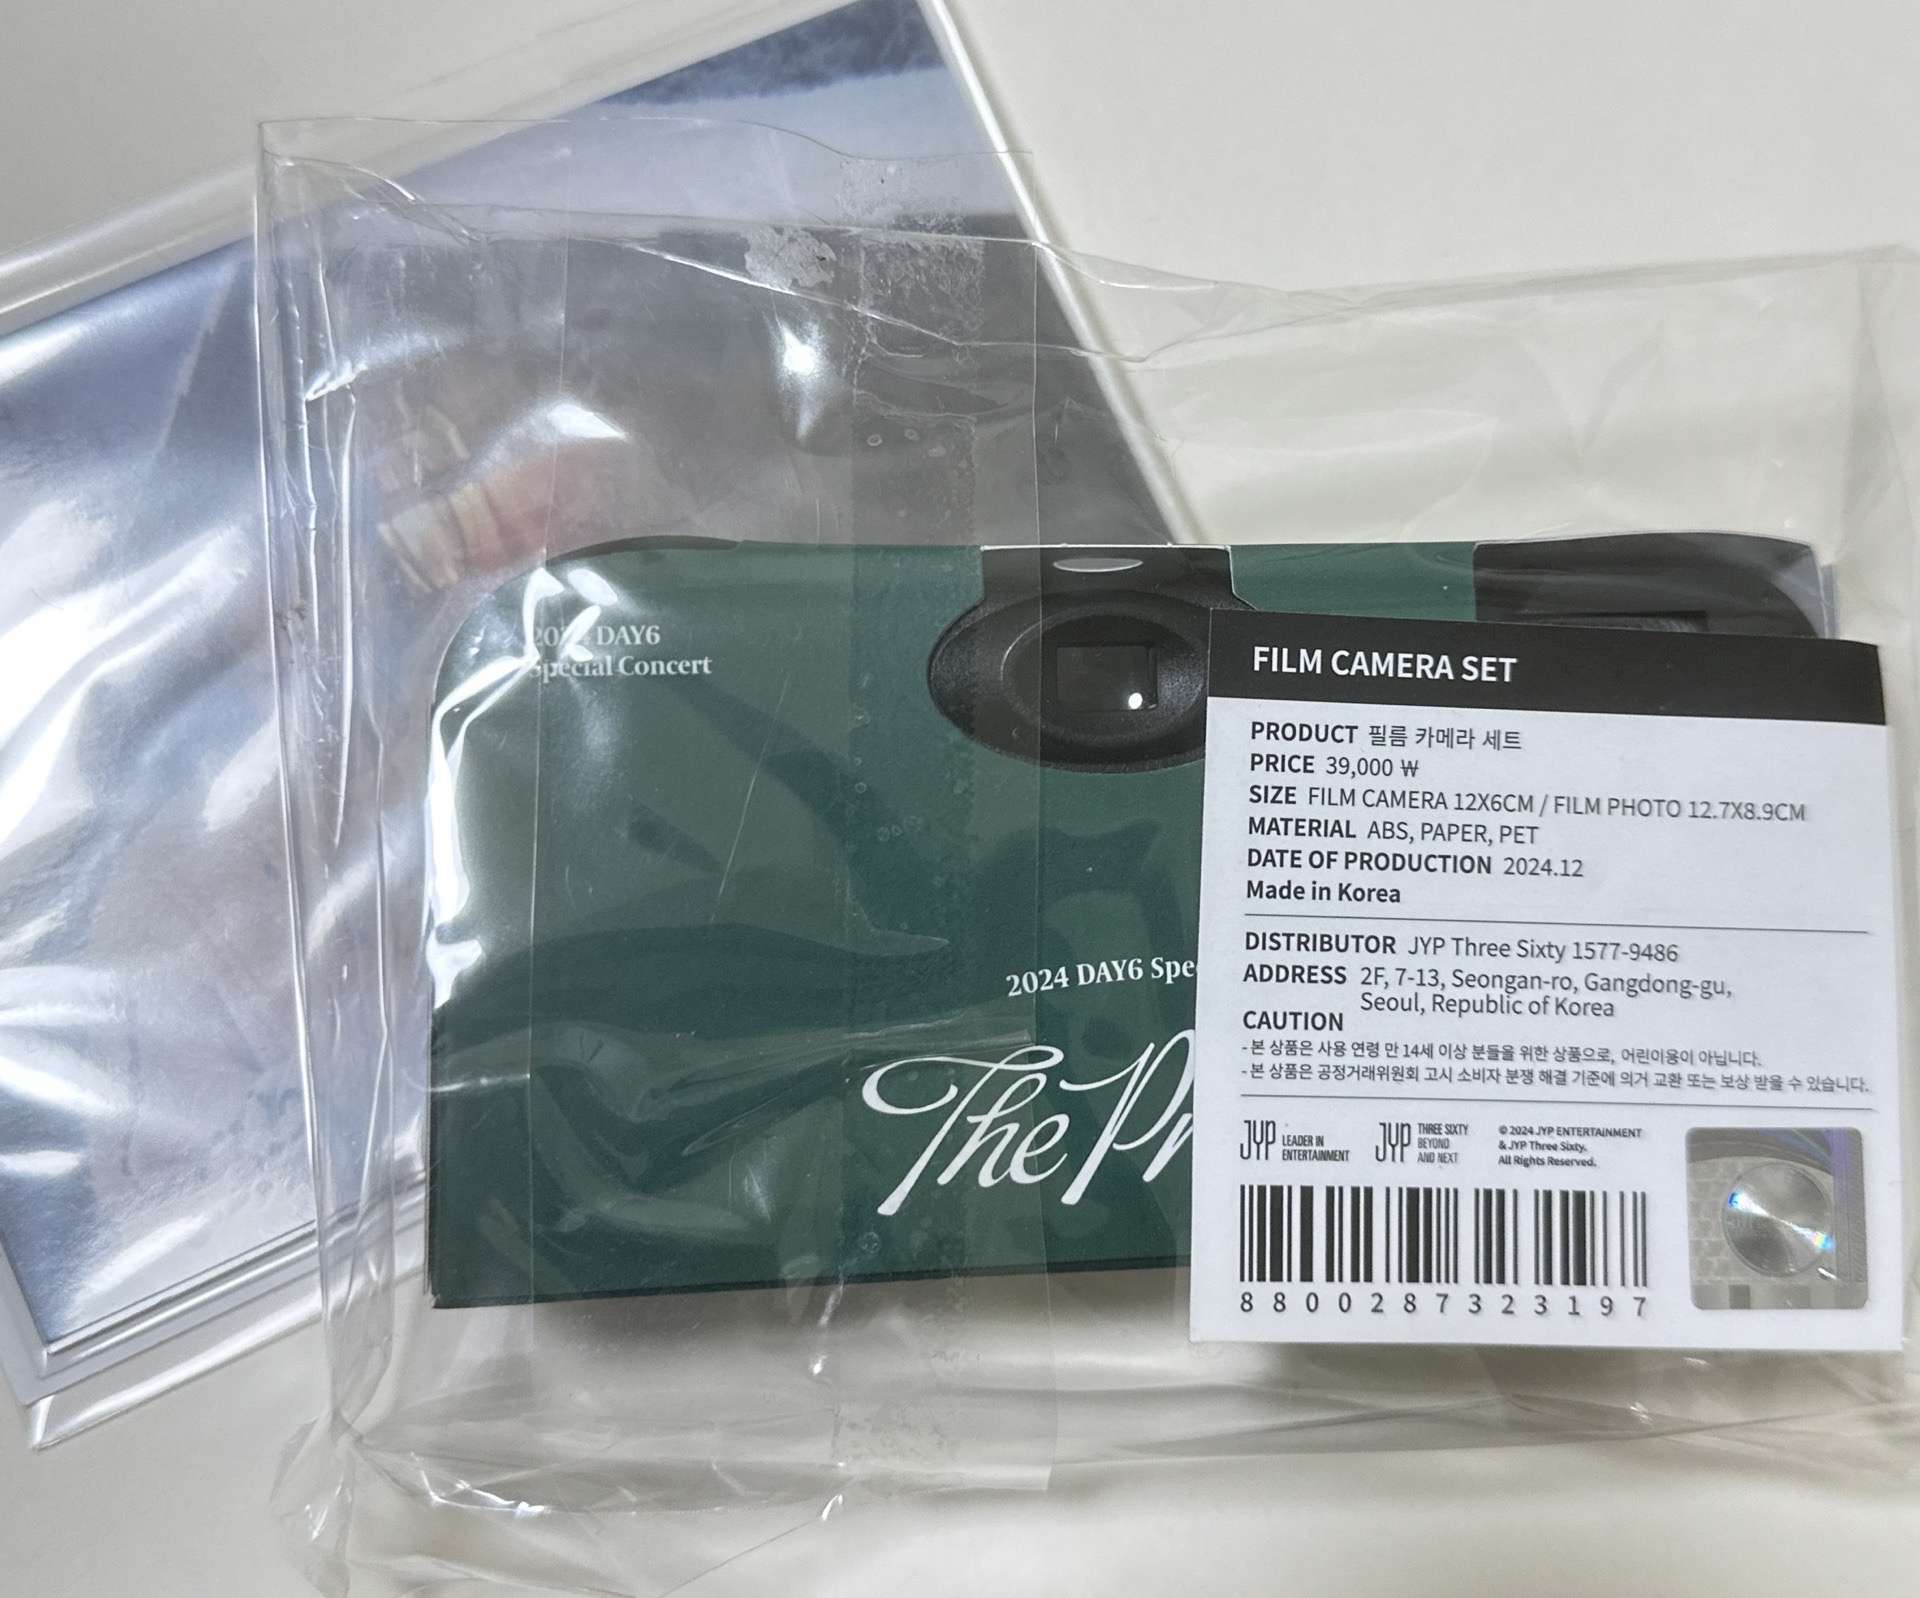 DAY6
Special Concert
2024 DAY6 Spe
The Pr
FILM CAMERA SET
PRODUCT 필름 카메라 세트
PRICE 39,000 ₩
SIZE FILM CAMERA 12X6CM / FILM PHOTO 12.7X8.9CM
MATERIAL ABS, PAPER, PET
DATE OF PRODUCTION 2024.12
Made in Korea
DISTRIBUTOR JYP Three Sixty 1577-9486
ADDRESS 2F, 7-13, Seongan-ro, Gangdong-gu,
Seoul, Republic of Korea
CAUTION
- 본 상품은 사용 연령 만 14세 이상 분들을 위한 상품으로, 어린이용이 아닙니다.
- 본 상품은 공정거래위원회 고시 소비자 분쟁 해결 기준에 의거 교환 또는 보상 받을 수 있습니다.
JYP LEADER IN
ENTERTAINMENT
JYP THREE SIXTY
BEYOND
AND NEXT
© 2024 JYP ENTERTAINMENT
& JYP Three Sixty.
All Rights Reserved.
8800287323197